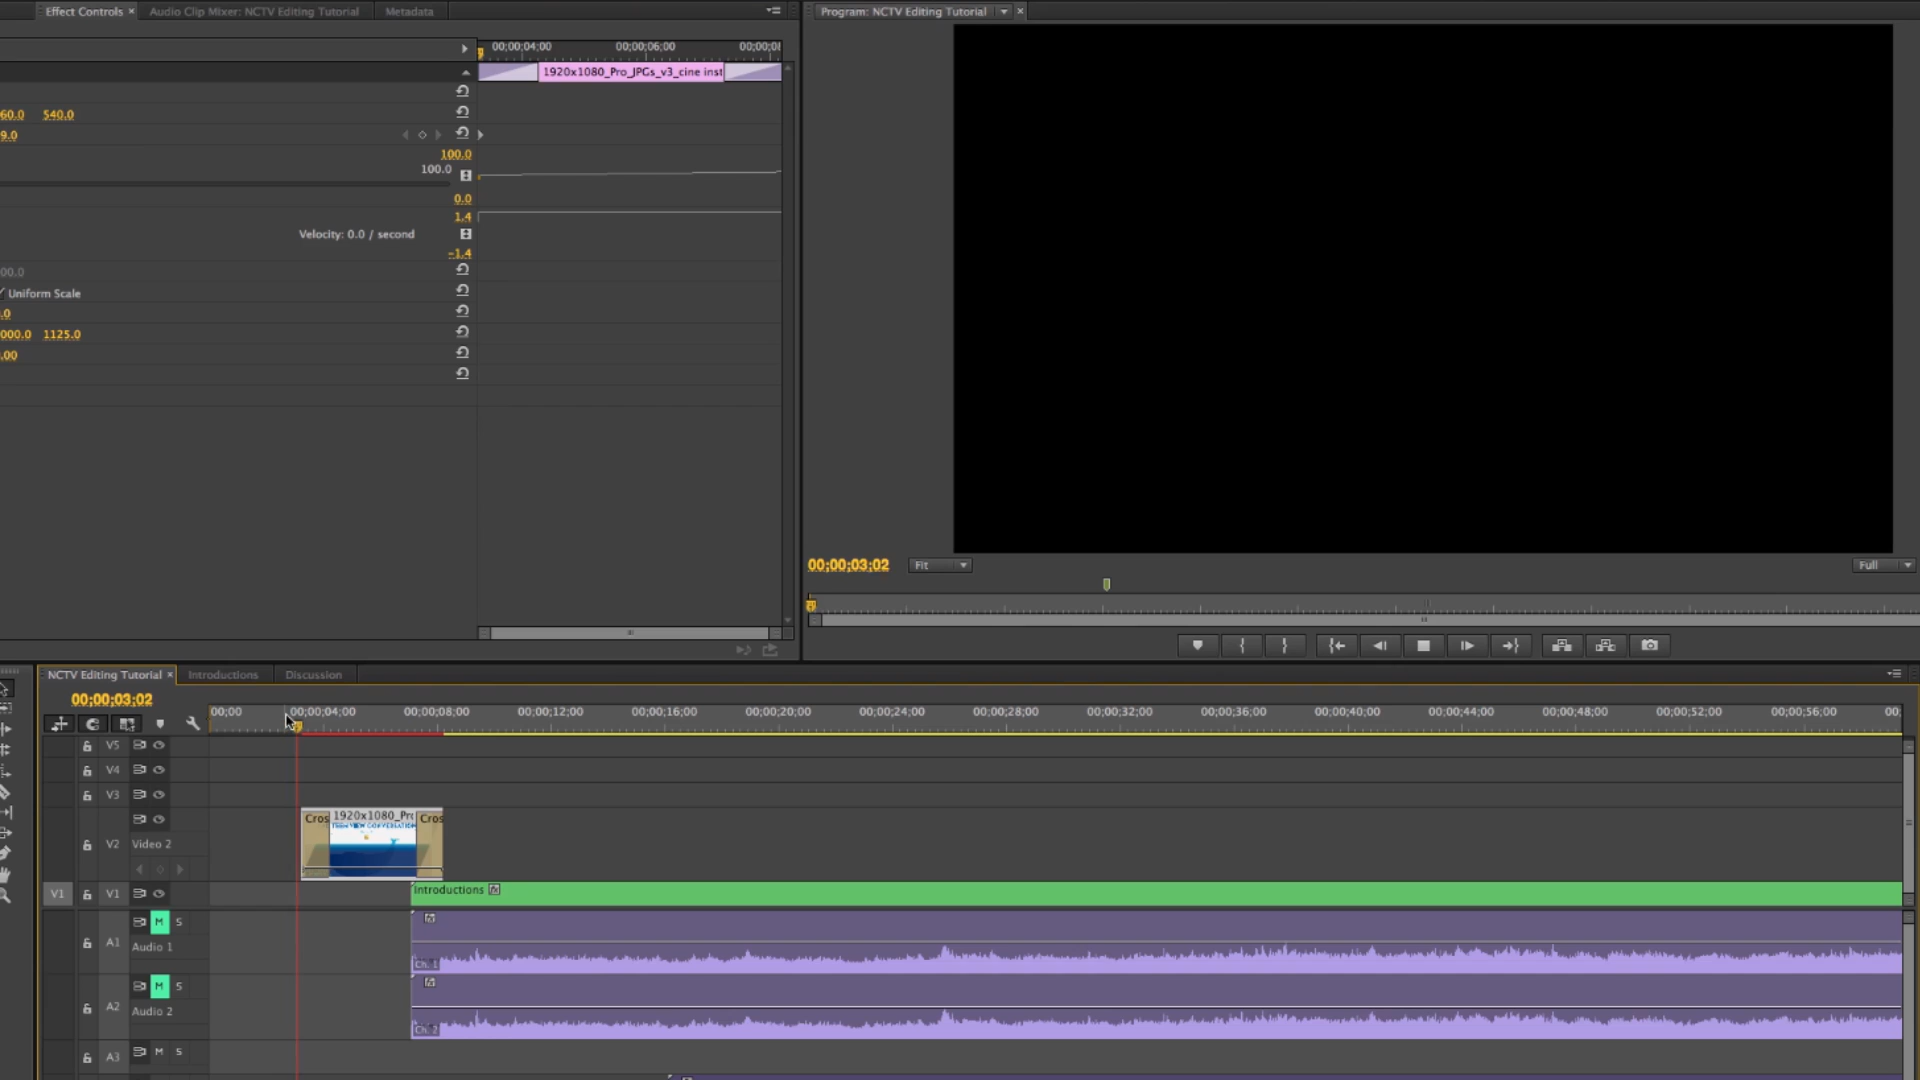 Effect Controls × Audio Clip Mixer: NCTV Editing Tutorial Metadata
Program: NCTV Editing Tutorial ×
00;00;04;00 00;00;06;00 00;00;0
1920x1080_Pro_JPGs_v3_cine inst
60.0 540.0
9.0
100.0
100.0
0.0
1.4
Velocity: 0.0 / second
-1.4
00.0
Uniform Scale
.0
000.0 1125.0
.00
00;00;03;02 Fit Full
NCTV Editing Tutorial × Introductions Discussion
00;00;03;02
00;00 00;00;04;00 00;00;08;00 00;00;12;00 00;00;16;00 00;00;20;00 00;00;24;00 00;00;28;00 00;00;32;00 00;00;36;00 00;00;40;00 00;00;44;00 00;00;48;00 00;00;52;00 00;00;56;00 00;
V5
V4
V3
Cros 1920x1080_Pro Cros
TEEN VIEW CONVERSATION
V2 Video 2
V1 V1 Introductions fx
M S
A1 Audio 1
Ch. 1
M S
A2 Audio 2
Ch. 2
A3 M S